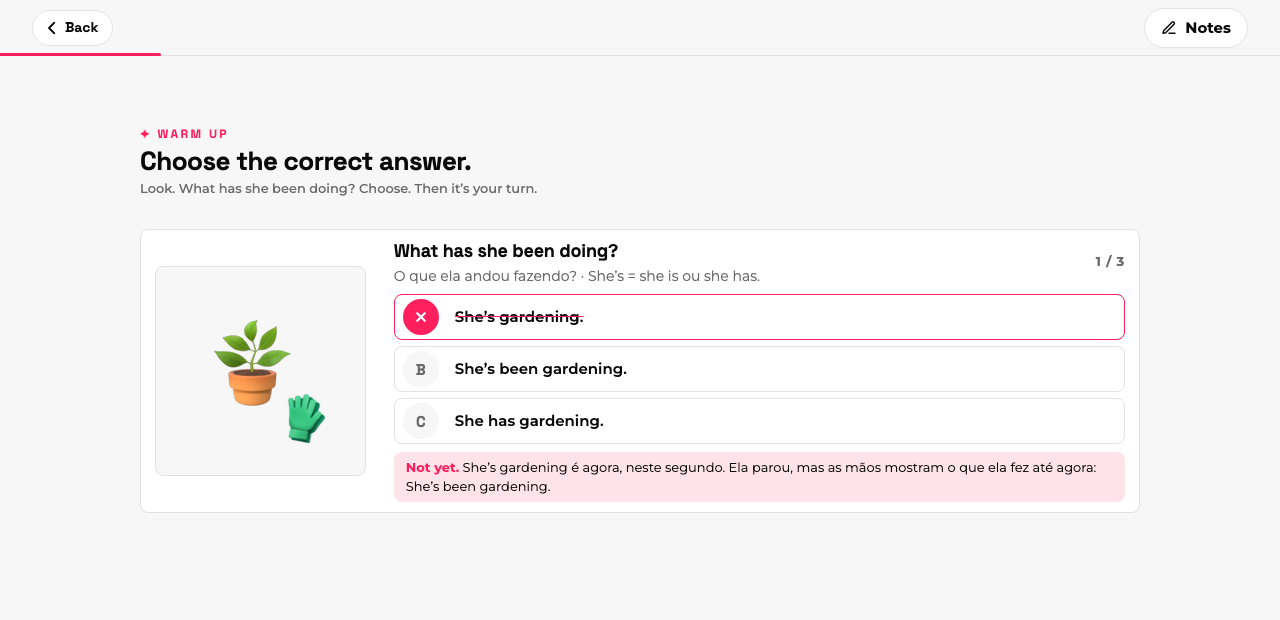 Back
Notes
WARM UP
Choose the correct answer.
Look. What has she been doing? Choose. Then it’s your turn.
What has she been doing?
1 / 3
O que ela andou fazendo? · She’s = she is ou she has.
She’s gardening.
B She’s been gardening.
C She has gardening.
Not yet. She’s gardening é agora, neste segundo. Ela parou, mas as mãos mostram o que ela fez até agora:
She’s been gardening.